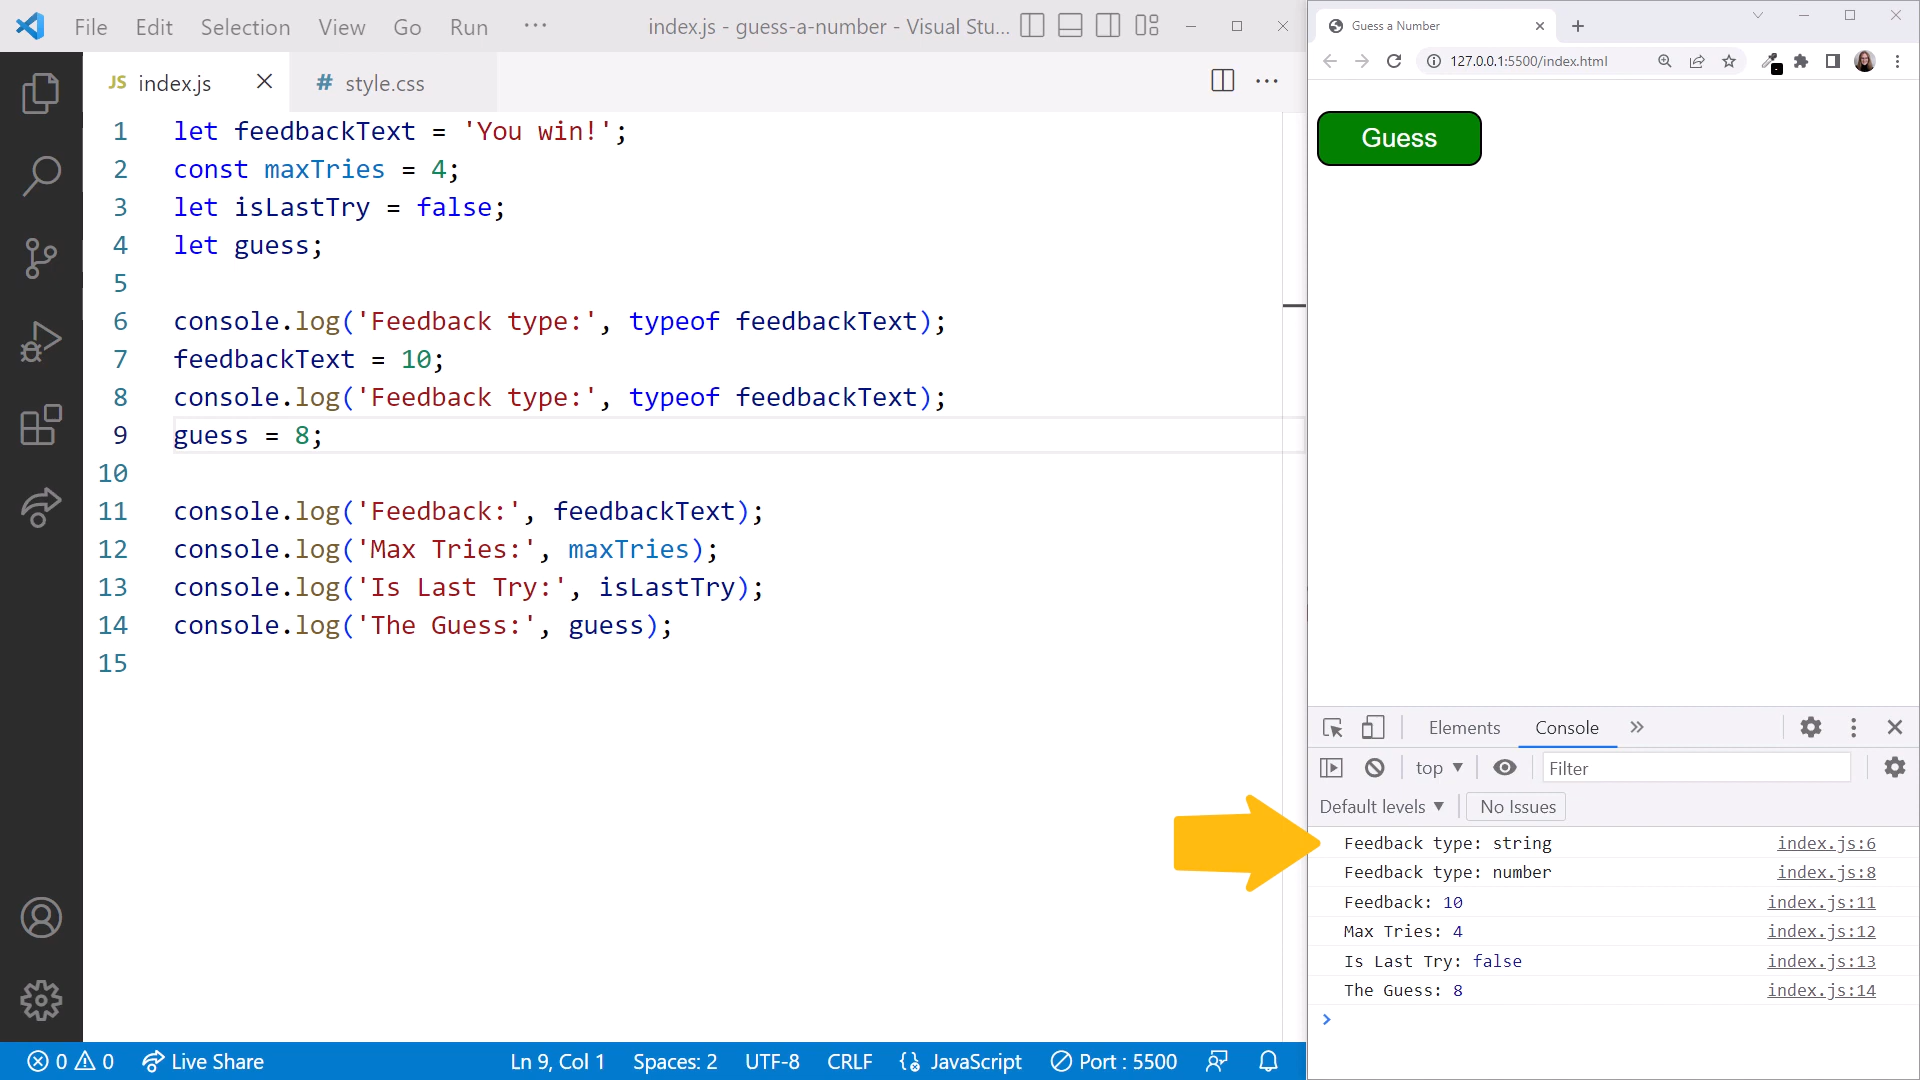 File Edit Selection View Go Run ··· index.js - guess-a-number - Visual Stu...
JS index.js # style.css
1 let feedbackText = 'You win!';
2 const maxTries = 4;
3 let isLastTry = false;
4 let guess;
5
6 console.log('Feedback type:', typeof feedbackText);
7 feedbackText = 10;
8 console.log('Feedback type:', typeof feedbackText);
9 guess = 8;
10
11 console.log('Feedback:', feedbackText);
12 console.log('Max Tries:', maxTries);
13 console.log('Is Last Try:', isLastTry);
14 console.log('The Guess:', guess);
15
0 0 Live Share Ln 9, Col 1 Spaces: 2 UTF-8 CRLF JavaScript Port : 5500
Guess a Number
127.0.0.1:5500/index.html
Guess
Elements Console
top Filter
Default levels No Issues
Feedback type: string index.js:6
Feedback type: number index.js:8
Feedback: 10 index.js:11
Max Tries: 4 index.js:12
Is Last Try: false index.js:13
The Guess: 8 index.js:14